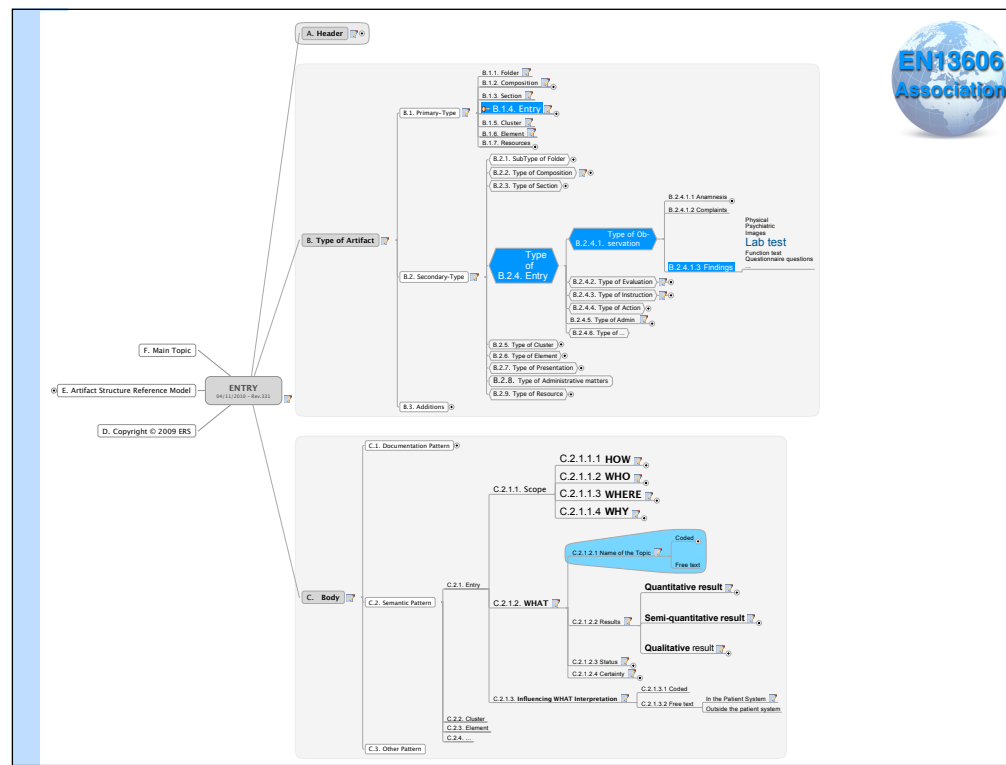 EN13606
Association
A. Header
B. Type of Artifact
B.1. Primary-Type
B.1.1. Folder
B.1.2. Composition
B.1.3. Section
B.1.4. Entry
B.1.5. Cluster
B.1.6. Element
B.1.7. Resources
B.2. Secondary-Type
B.2.1. SubType of Folder
B.2.2. Type of Composition
B.2.3. Type of Section
Type
of
B.2.4. Entry
Type of Ob-
B.2.4.1. servation
B.2.4.1.1 Anamnesis
B.2.4.1.2 Complaints
B.2.4.1.3 Findings
Physical
Psychiatric
Images
Lab test
Function test
Questionnaire questions
...
B.2.4.2. Type of Evaluation
B.2.4.3. Type of Instruction
B.2.4.4. Type of Action
B.2.4.5. Type of Admin
B.2.4.6. Type of ...
B.2.5. Type of Cluster
B.2.6. Type of Element
B.2.7. Type of Presentation
B.2.8. Type of Administrative matters
B.2.9. Type of Resource
B.3. Additions
F. Main Topic
E. Artifact Structure Reference Model
D. Copyright © 2009 ERS
ENTRY
04/11/2010 - Rev.331
C. Body
C.1. Documentation Pattern
C.2. Semantic Pattern
C.2.1. Entry
C.2.1.1. Scope
C.2.1.1.1 HOW
C.2.1.1.2 WHO
C.2.1.1.3 WHERE
C.2.1.1.4 WHY
C.2.1.2. WHAT
C.2.1.2.1 Name of the Topic
Coded
Free text
C.2.1.2.2 Results
Quantitative result
Semi-quantitative result
Qualitative result
C.2.1.2.3 Status
C.2.1.2.4 Certainty
C.2.1.3. Influencing WHAT Interpretation
C.2.1.3.1 Coded
C.2.1.3.2 Free text
In the Patient System
Outside the patient system
C.2.2. Cluster
C.2.3. Element
C.2.4. ...
C.3. Other Pattern